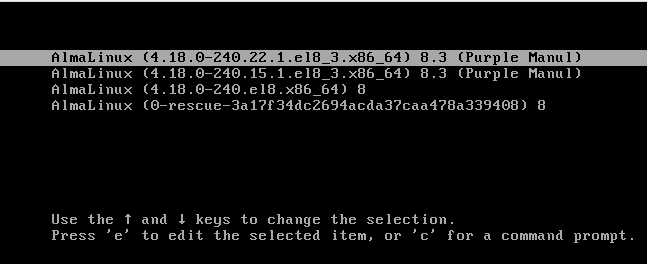 AlmaLinux (4.18.0-240.22.1.el8_3.x86_64) 8.3 (Purple Manul)
AlmaLinux (4.18.0-240.15.1.el8_3.x86_64) 8.3 (Purple Manul)
AlmaLinux (4.18.0-240.el8.x86_64) 8
AlmaLinux (0-rescue-3a17f34dc2694acda37caa478a339408) 8
Use the ↑ and ↓ keys to change the selection.
Press 'e' to edit the selected item, or 'c' for a command prompt.